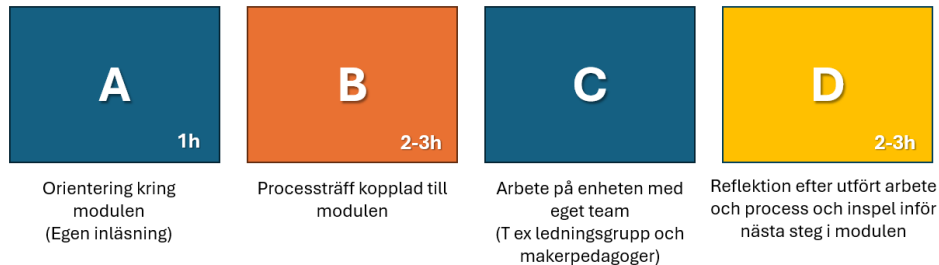 A
1h
Orientering kring
modulen
(Egen inläsning)
B
2-3h
Processträff kopplad till
modulen
C
Arbete på enheten med
eget team
(T ex ledningsgrupp och
makerpedagoger)
D
2-3h
Reflektion efter utfört arbete
och process och inspel inför
nästa steg i modulen